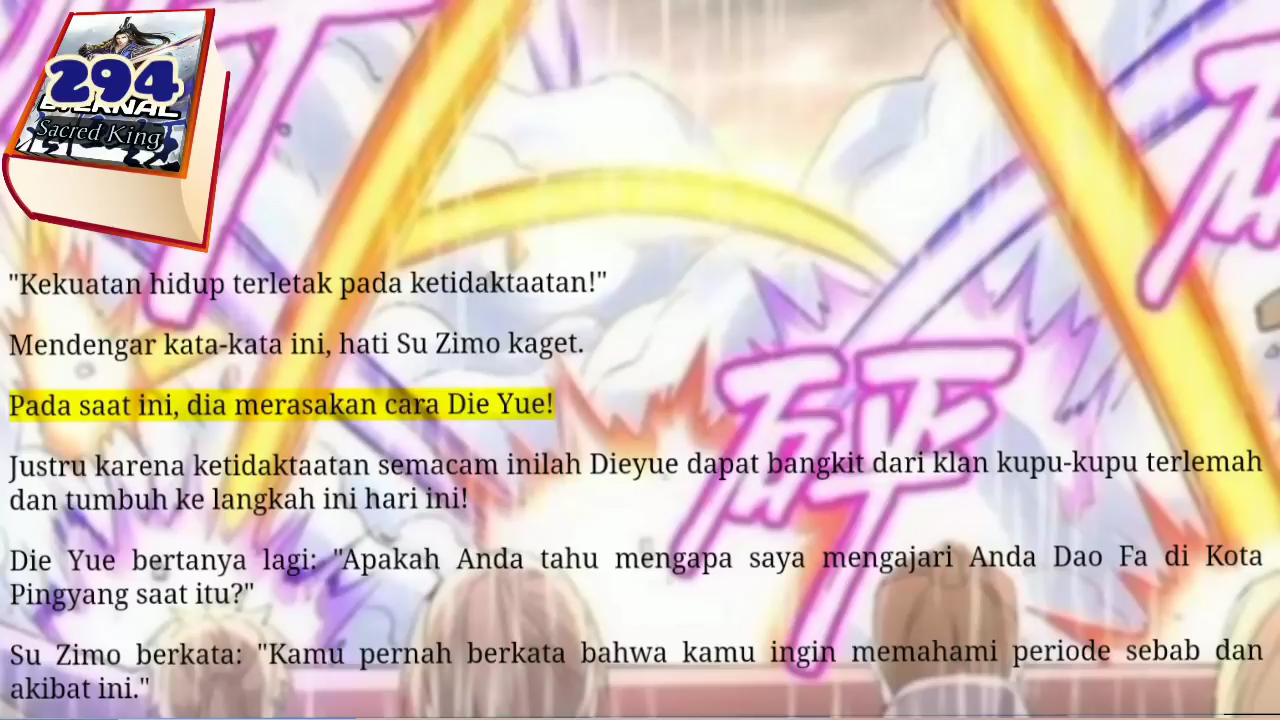 294
ETERNAL
Sacred King
"Kekuatan hidup terletak pada ketidaktaatan!"
Mendengar kata-kata ini, hati Su Zimo kaget.
Pada saat ini, dia merasakan cara Die Yue!
Justru karena ketidaktaatan semacam inilah Dieyue dapat bangkit dari klan kupu-kupu terlemah
dan tumbuh ke langkah ini hari ini!
Die Yue bertanya lagi: "Apakah Anda tahu mengapa saya mengajari Anda Dao Fa di Kota
Pingyang saat itu?"
Su Zimo berkata: "Kamu pernah berkata bahwa kamu ingin memahami periode sebab dan
akibat ini."